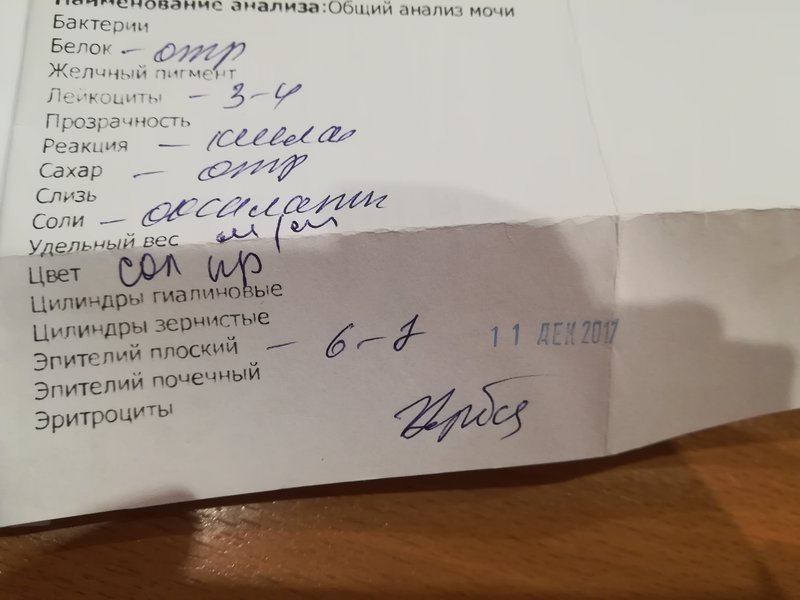 Наименование анализа:Общий анализ мочи
Бактерии
Белок - отр
Желчный пигмент
Лейкоциты - 3-4
Прозрачность
Реакция - кислая
Сахар - отр
Слизь
Соли - оксалаты
Удельный вес м/м
Цвет сол пр
Цилиндры гиалиновые
Цилиндры зернистые
Эпителий плоский - 6-7
11 ДЕК 2017
Эпителий почечный
Эритроциты